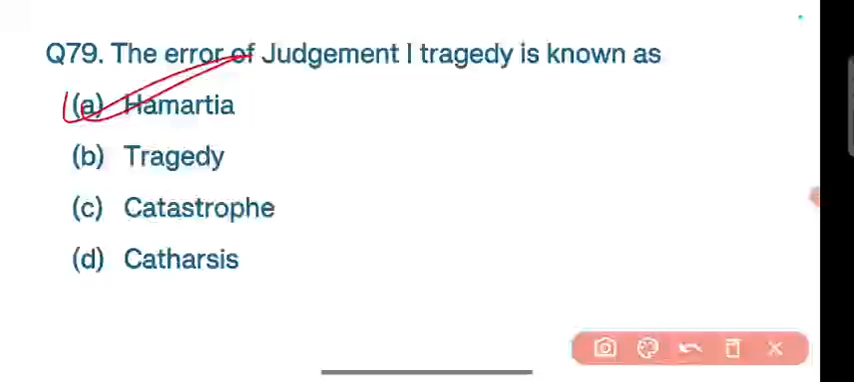 Q79. The error of Judgement I tragedy is known as
(a) Hamartia
(b) Tragedy
(c) Catastrophe
(d) Catharsis